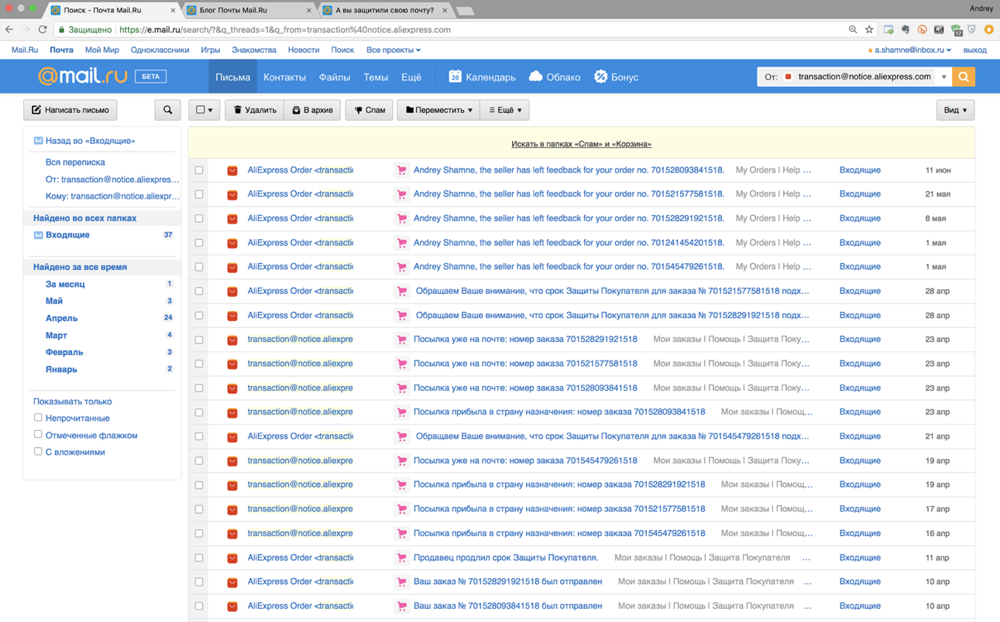 Поиск - Почта Mail.Ru × Блог Почты Mail.Ru × А вы защитили свою почту? × Andrey
Защищено https://e.mail.ru/search/?&q_threads=1&q_from=transaction%40notice.aliexpress.com 17
Mail.Ru Почта Мой Мир Одноклассники Игры Знакомства Новости Поиск Все проекты a.shamne@inbox.ru выход
@mail.ru БЕТА Письма Контакты Файлы Темы Ещё 20 Календарь Облако Бонус От: transaction@notice.aliexpress.com
Написать письмо Удалить В архив Спам Переместить Ещё Вид
Назад во «Входящие»
Вся переписка
От: transaction@notice.aliexpres...
Кому: transaction@notice.aliexpr...
Найдено во всех папках
Входящие 37
Найдено за все время
За месяц 1
Май 3
Апрель 24
Март 4
Февраль 3
Январь 2
Показывать только
Непрочитанные
Отмеченные флажком
С вложениями
Искать в папках «Спам» и «Корзина»
AliExpress Order <transacti Andrey Shamne, the seller has left feedback for your order no. 701528093841518. My Orders | Help ... Входящие 11 июн
AliExpress Order <transacti Andrey Shamne, the seller has left feedback for your order no. 701521577581518. My Orders | Help ... Входящие 21 мая
AliExpress Order <transacti Andrey Shamne, the seller has left feedback for your order no. 701528291921518. My Orders | Help ... Входящие 8 мая
AliExpress Order <transacti Andrey Shamne, the seller has left feedback for your order no. 701241454201518. My Orders | Help ... Входящие 1 мая
AliExpress Order <transacti Andrey Shamne, the seller has left feedback for your order no. 701545479261518. My Orders | Help ... Входящие 1 мая
AliExpress Order <transacti Обращаем Ваше внимание, что срок Защиты Покупателя для заказа № 701521577581518 подх... Входящие 28 апр
AliExpress Order <transacti Обращаем Ваше внимание, что срок Защиты Покупателя для заказа № 701528291921518 подх... Входящие 28 апр
transaction@notice.aliexpre Посылка уже на почте: номер заказа 701528291921518 Мои заказы | Помощь | Защита Поку... Входящие 23 апр
transaction@notice.aliexpre Посылка уже на почте: номер заказа 701521577581518 Мои заказы | Помощь | Защита Поку... Входящие 23 апр
transaction@notice.aliexpre Посылка уже на почте: номер заказа 701528093841518 Мои заказы | Помощь | Защита Поку... Входящие 23 апр
transaction@notice.aliexpre Посылка прибыла в страну назначения: номер заказа 701528093841518 Мои заказы | Помощ... Входящие 23 апр
AliExpress Order <transacti Обращаем Ваше внимание, что срок Защиты Покупателя для заказа № 701545479261518 подх... Входящие 21 апр
transaction@notice.aliexpre Посылка уже на почте: номер заказа 701545479261518 Мои заказы | Помощь | Защита Поку... Входящие 19 апр
transaction@notice.aliexpre Посылка прибыла в страну назначения: номер заказа 701528291921518 Мои заказы | Помощ... Входящие 19 апр
transaction@notice.aliexpre Посылка прибыла в страну назначения: номер заказа 701521577581518 Мои заказы | Помощ... Входящие 17 апр
transaction@notice.aliexpre Посылка прибыла в страну назначения: номер заказа 701545479261518 Мои заказы | Помощ... Входящие 16 апр
AliExpress Order <transacti Продавец продлил срок Защиты Покупателя. Мои заказы | Помощь | Защита Покупателя ... Входящие 11 апр
AliExpress Order <transacti Ваш заказ № 701528291921518 был отправлен Мои заказы | Помощь | Защита Покупателя ... Входящие 10 апр
AliExpress Order <transacti Ваш заказ № 701528093841518 был отправлен Мои заказы | Помощь | Защита Покупателя ... Входящие 10 апр